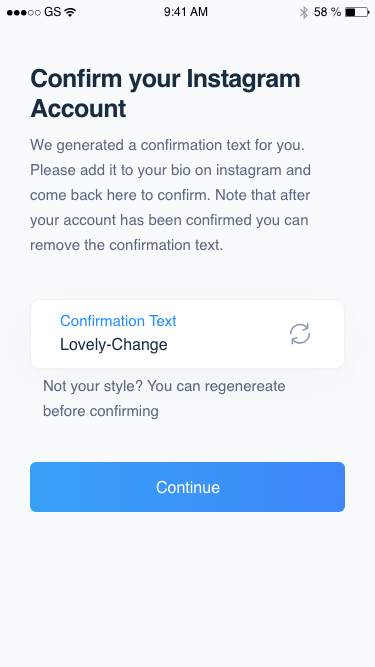 GS 9:41 AM 58 %
Confirm your Instagram
Account
We generated a confirmation text for you.
Please add it to your bio on instagram and
come back here to confirm. Note that after
your account has been confirmed you can
remove the confirmation text.
Confirmation Text
Lovely-Change
Not your style? You can regenereate
before confirming
Continue